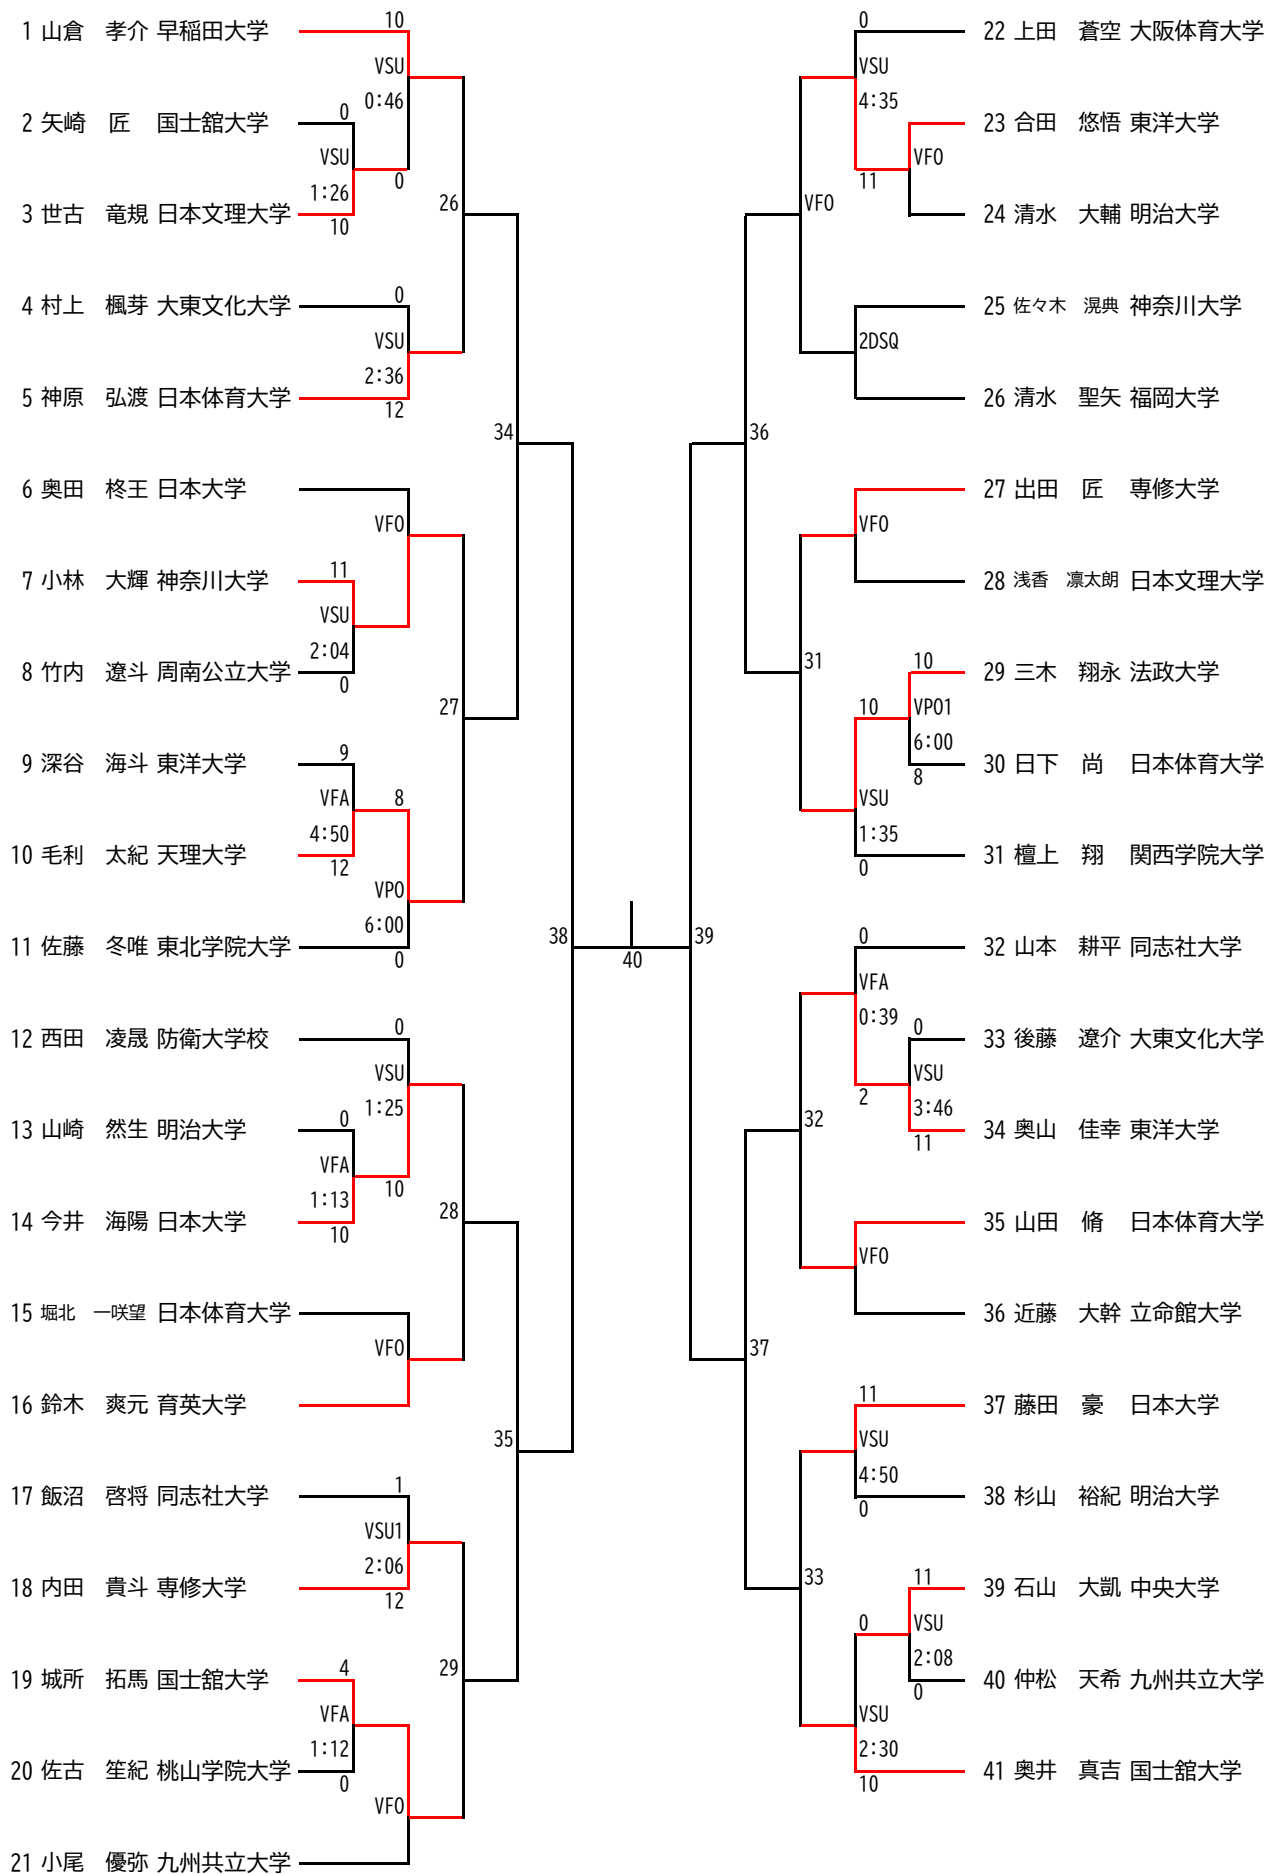 1 山倉　孝介 早稲田大学
2 矢崎　匠 国士舘大学
3 世古　竜規 日本文理大学
4 村上　楓芽 大東文化大学
5 神原　弘渡 日本体育大学
6 奥田　柊王 日本大学
7 小林　大輝 神奈川大学
8 竹内　遼斗 周南公立大学
9 深谷　海斗 東洋大学
10 毛利　太紀 天理大学
11 佐藤　冬唯 東北学院大学
12 西田　凌晟 防衛大学校
13 山崎　然生 明治大学
14 今井　海陽 日本大学
15 堀北　一咲望 日本体育大学
16 鈴木　爽元 育英大学
17 飯沼　啓将 同志社大学
18 内田　貴斗 専修大学
19 城所　拓馬 国士舘大学
20 佐古　笙紀 桃山学院大学
21 小尾　優弥 九州共立大学
0
VSU
1:26
10
11
VSU
2:04
0
9
VFA
4:50
12
0
VFA
1:13
10
4
VFA
1:12
0
10
VSU
0:46
0
0
VSU
2:36
12
VFO
8
VPO
6:00
0
0
VSU
1:25
10
VFO
1
VSU1
2:06
12
VFO
26
27
28
29
34
35
38
40
39
36
37
VFO
31
32
33
0
VSU
4:35
11
2DSQ
VFO
10
VSU
1:35
0
0
VFA
0:39
2
VFO
11
VSU
4:50
0
0
VSU
2:30
10
VFO
10
VPO1
6:00
8
0
VSU
3:46
11
11
VSU
2:08
0
22 上田　蒼空 大阪体育大学
23 合田　悠悟 東洋大学
24 清水　大輔 明治大学
25 佐々木　滉典 神奈川大学
26 清水　聖矢 福岡大学
27 出田　匠 専修大学
28 浅香　凛太朗 日本文理大学
29 三木　翔永 法政大学
30 日下　尚 日本体育大学
31 檀上　翔 関西学院大学
32 山本　耕平 同志社大学
33 後藤　遼介 大東文化大学
34 奥山　佳幸 東洋大学
35 山田　脩 日本体育大学
36 近藤　大幹 立命館大学
37 藤田　豪 日本大学
38 杉山　裕紀 明治大学
39 石山　大凱 中央大学
40 仲松　天希 九州共立大学
41 奥井　真吉 国士舘大学